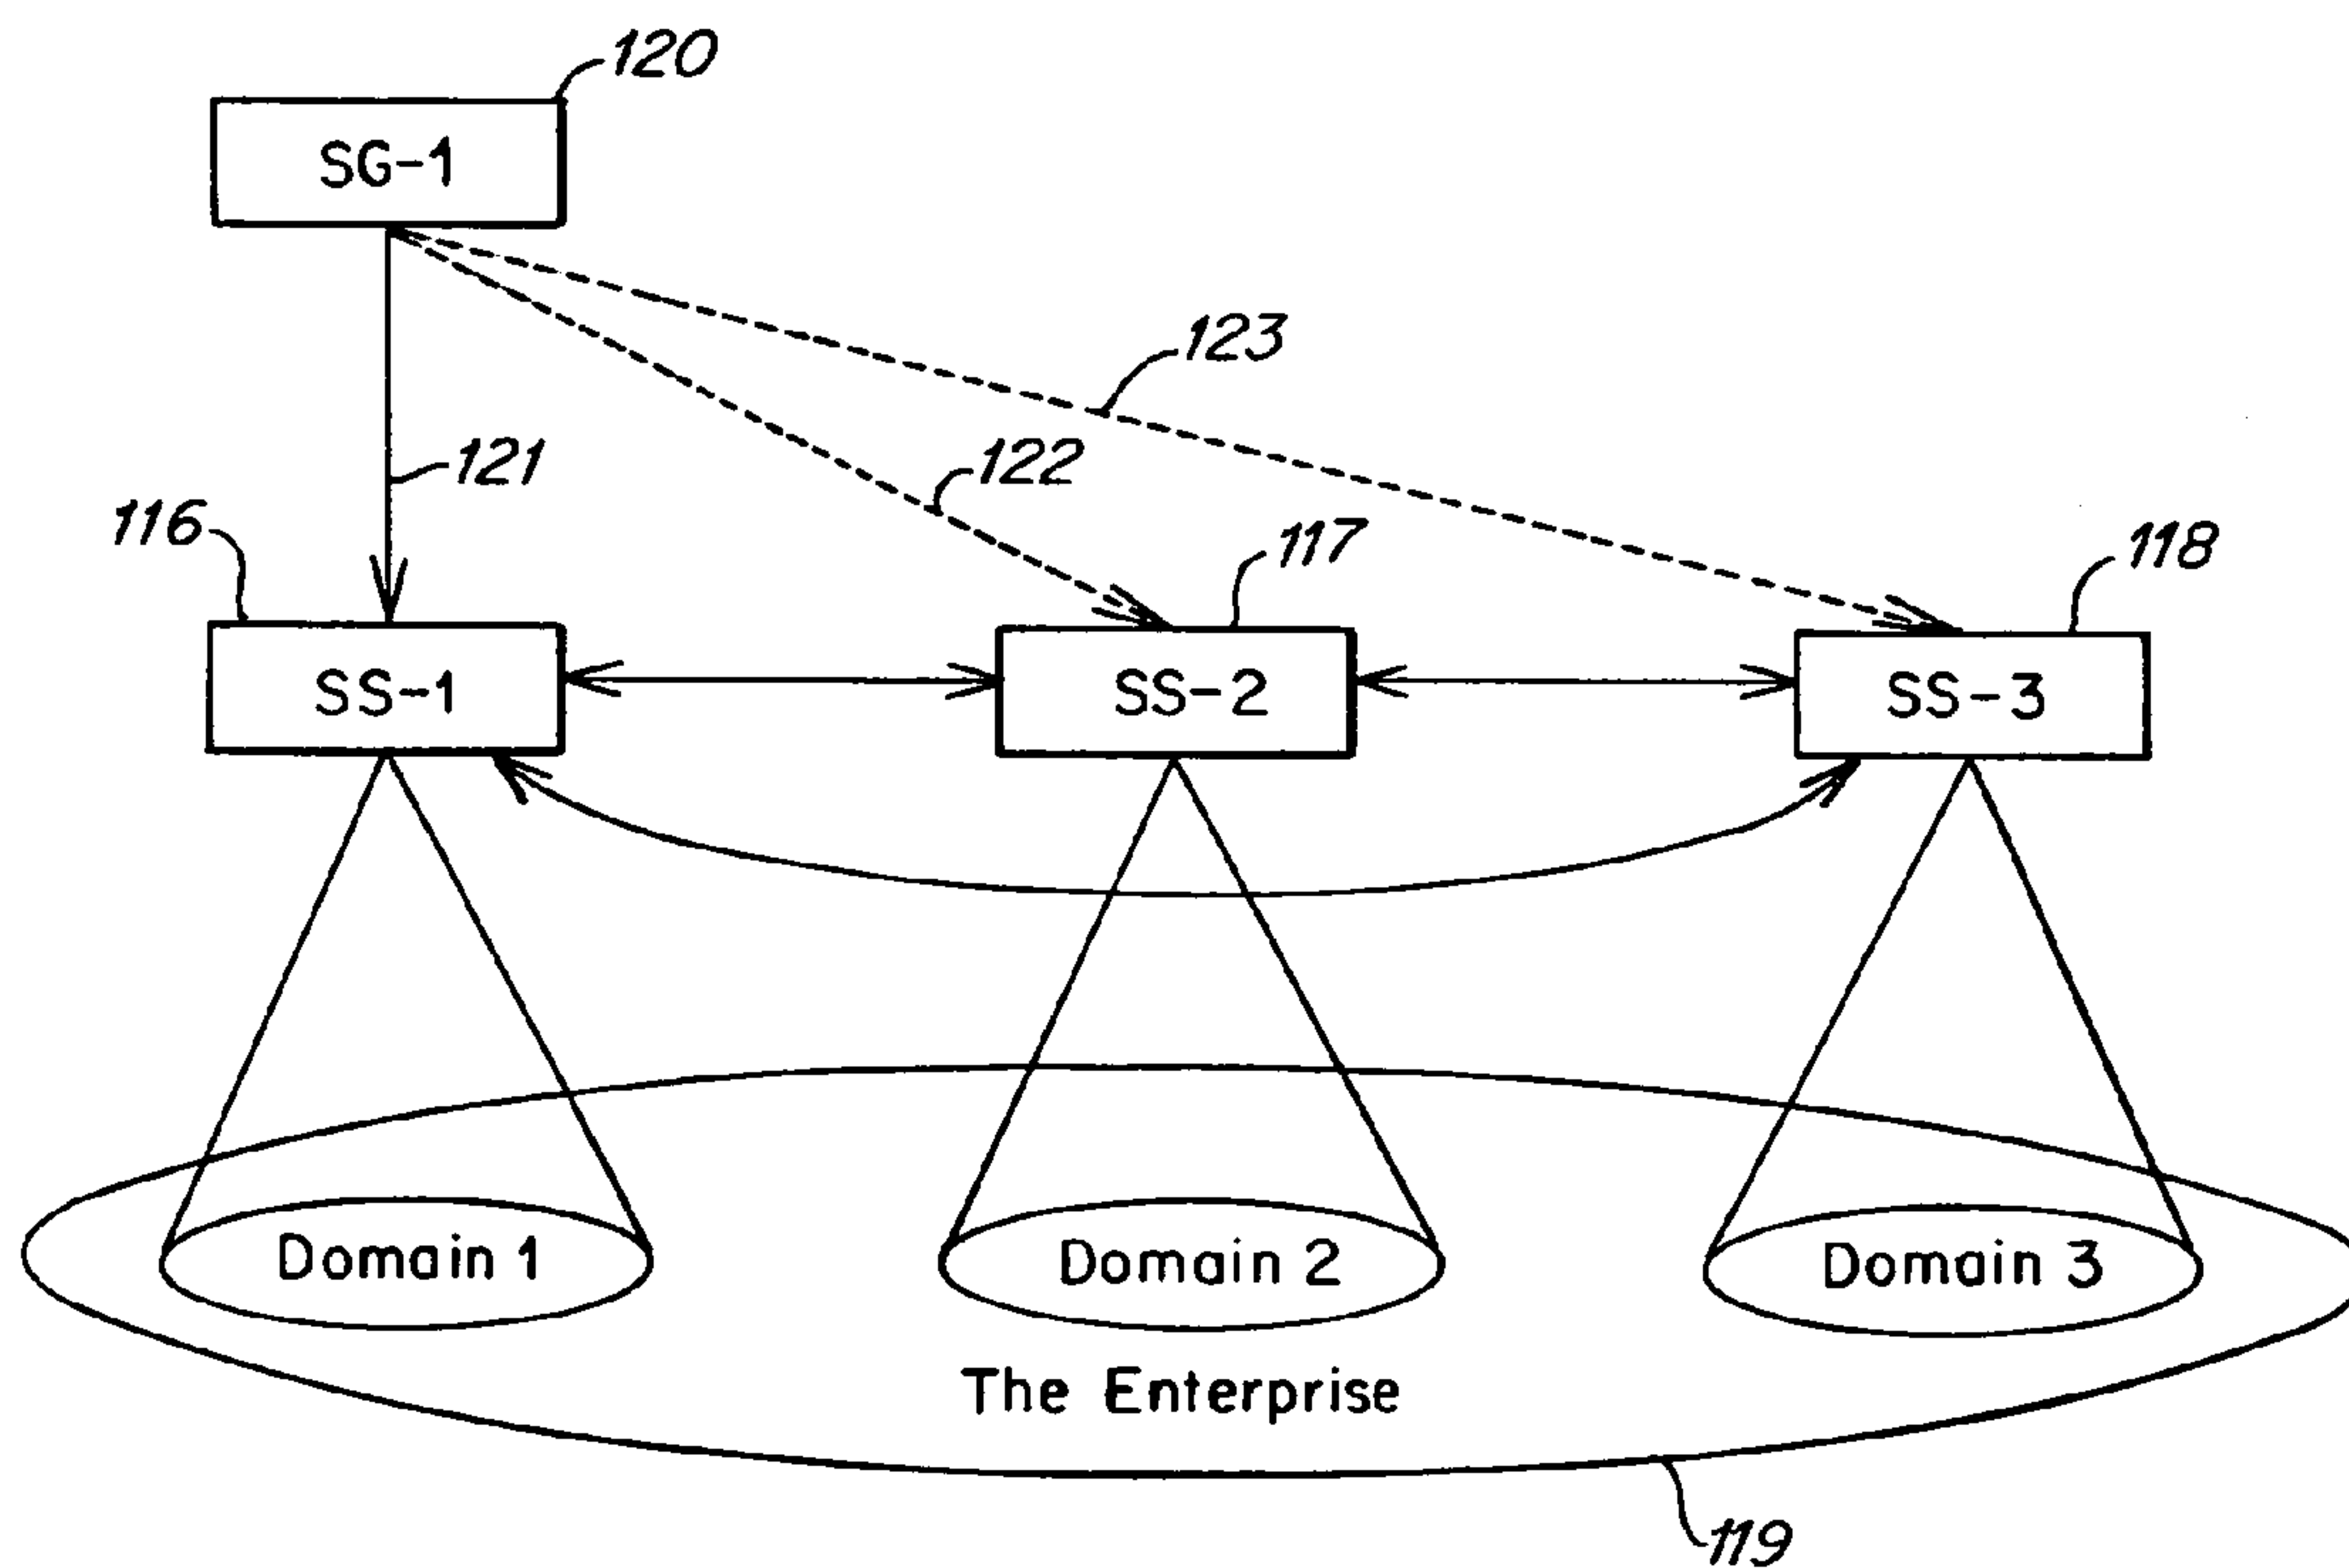 120
SG-1
123
121
122
116
117
118
SS-1
SS-2
SS-3
Domain 1
Domain 2
Domain 3
The Enterprise
119